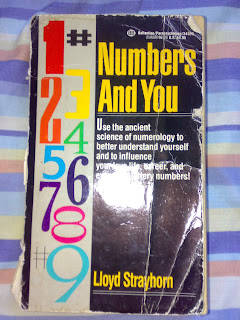 1#
Numbers
3
And You
2
Use the ancient
science of numerology to
4
better understand yourself
and to influence
5
life, career, and
6
numbers!
7
8
#9
Lloyd Strayhorn